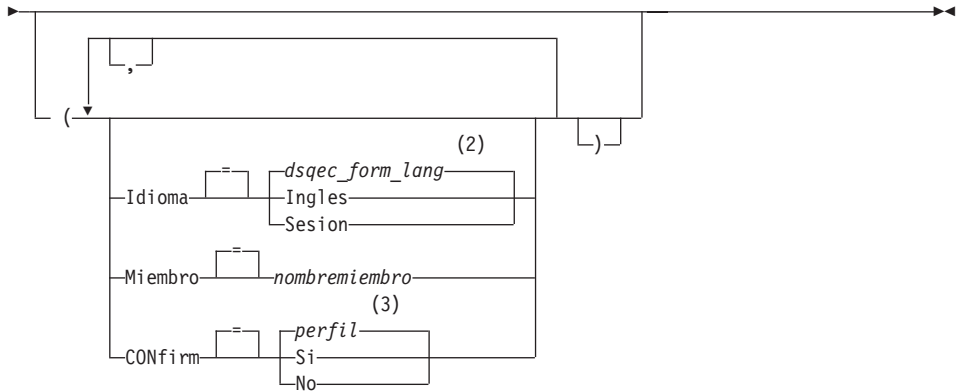 ,
(
)
(2)
=
dsqec_form_lang
Idioma
Ingles
Sesion
=
Miembro nombremiembro
(3)
=
perfil
CONfirm
Si
No